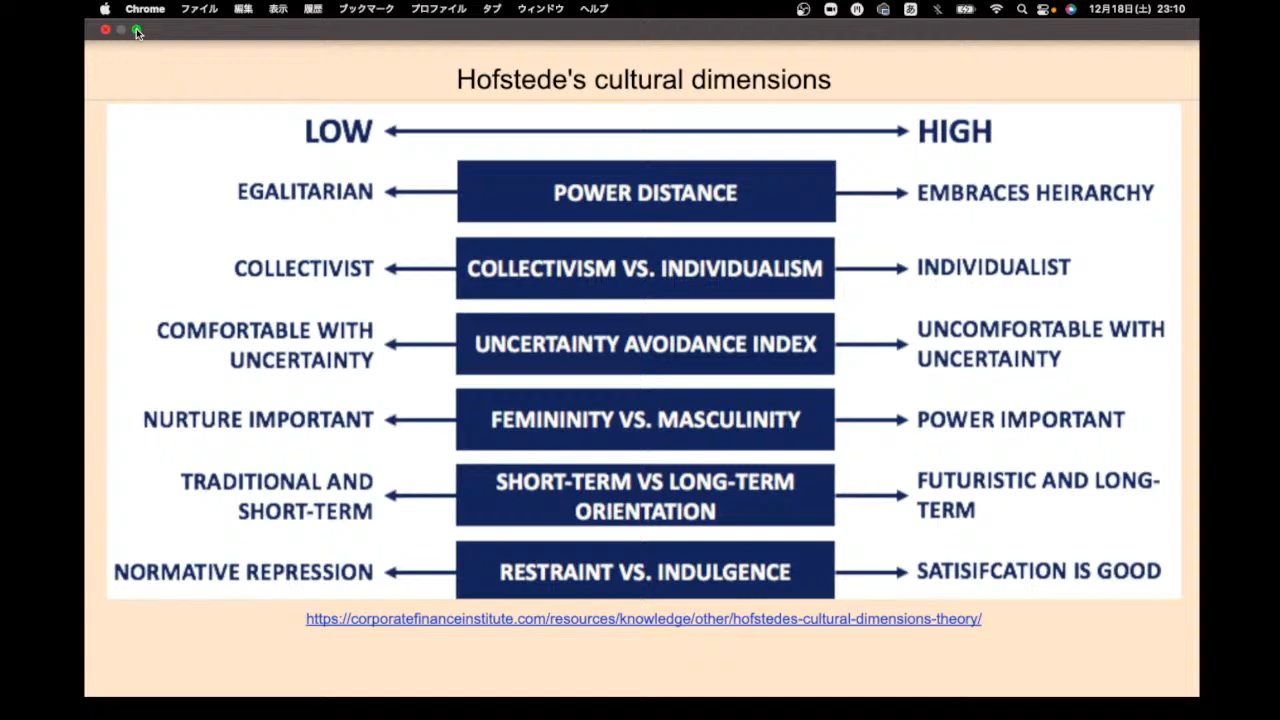 Chrome ファイル 編集 表示 履歴 ブックマーク プロファイル タブ ウィンドウ ヘルプ あ 12月18日(土) 23:10
Hofstede's cultural dimensions
LOW HIGH
EGALITARIAN POWER DISTANCE EMBRACES HEIRARCHY
COLLECTIVIST COLLECTIVISM VS. INDIVIDUALISM INDIVIDUALIST
COMFORTABLE WITH
UNCERTAINTY
UNCERTAINTY AVOIDANCE INDEX
UNCOMFORTABLE WITH
UNCERTAINTY
NURTURE IMPORTANT FEMININITY VS. MASCULINITY POWER IMPORTANT
TRADITIONAL AND
SHORT-TERM
SHORT-TERM VS LONG-TERM
ORIENTATION
FUTURISTIC AND LONG-
TERM
NORMATIVE REPRESSION RESTRAINT VS. INDULGENCE SATISIFCATION IS GOOD
https://corporatefinanceinstitute.com/resources/knowledge/other/hofstedes-cultural-dimensions-theory/